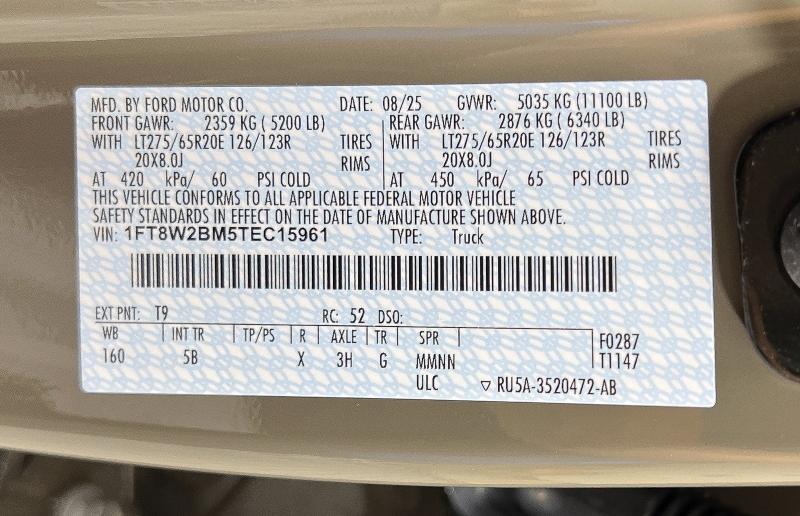 MFD. BY FORD MOTOR CO. DATE: 08/25 GVWR: 5035 KG (11100 LB)
FRONT GAWR: 2359 KG ( 5200 LB) REAR GAWR: 2876 KG ( 6340 LB)
WITH LT275/65R20E 126/123R TIRES WITH LT275/65R20E 126/123R TIRES
20X8.0J RIMS 20X8.0J RIMS
AT 420 kPa/ 60 PSI COLD AT 450 kPa/ 65 PSI COLD
THIS VEHICLE CONFORMS TO ALL APPLICABLE FEDERAL MOTOR VEHICLE
SAFETY STANDARDS IN EFFECT ON THE DATE OF MANUFACTURE SHOWN ABOVE.
VIN: 1FT8W2BM5TEC15961 TYPE: Truck
EXT PNT: T9 RC: 52 DSO:
WB INT TR TP/PS R AXLE TR SPR F0287
160 5B X 3H G MMNN T1147
ULC ▽ RU5A-3520472-AB